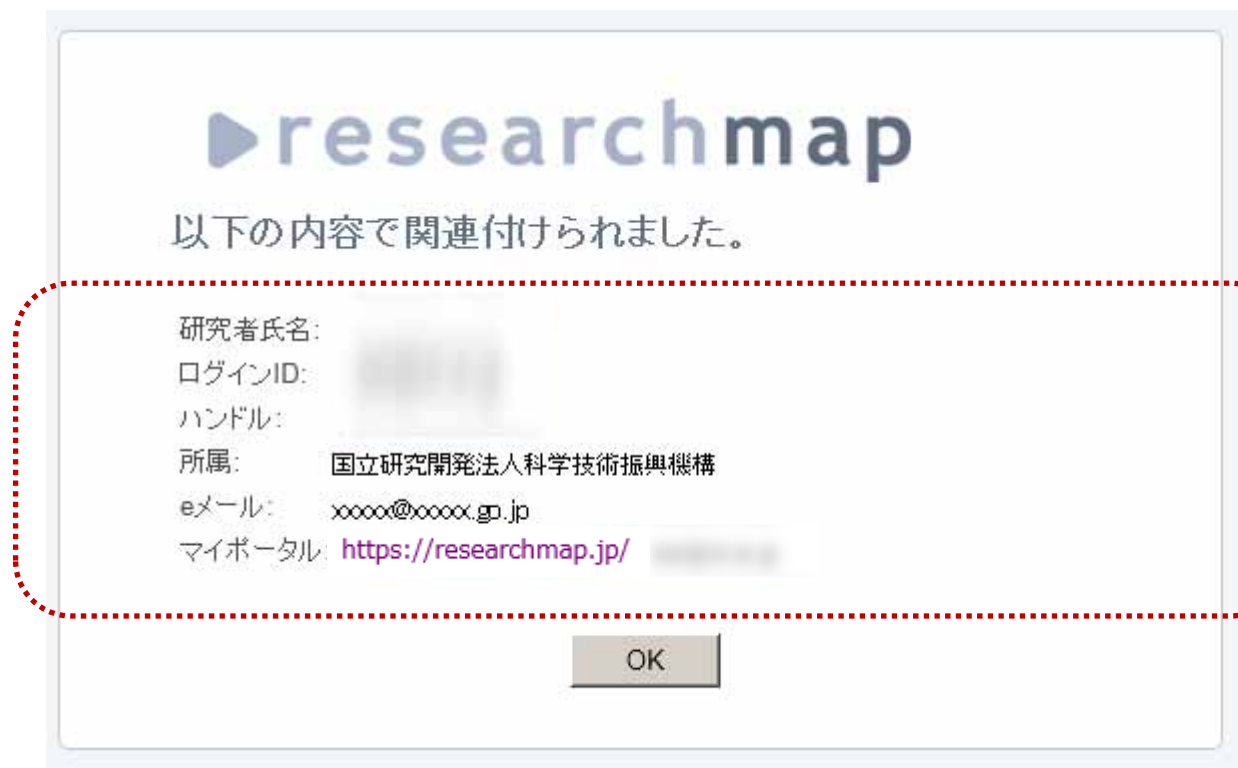 researchmap
以下の内容で関連付けられました。
研究者氏名:
ログインID:
ハンドル:
所属: 国立研究開発法人科学技術振興機構
eメール: xxxxx@xxxxx.go.jp
マイポータル: https://researchmap.jp/
OK